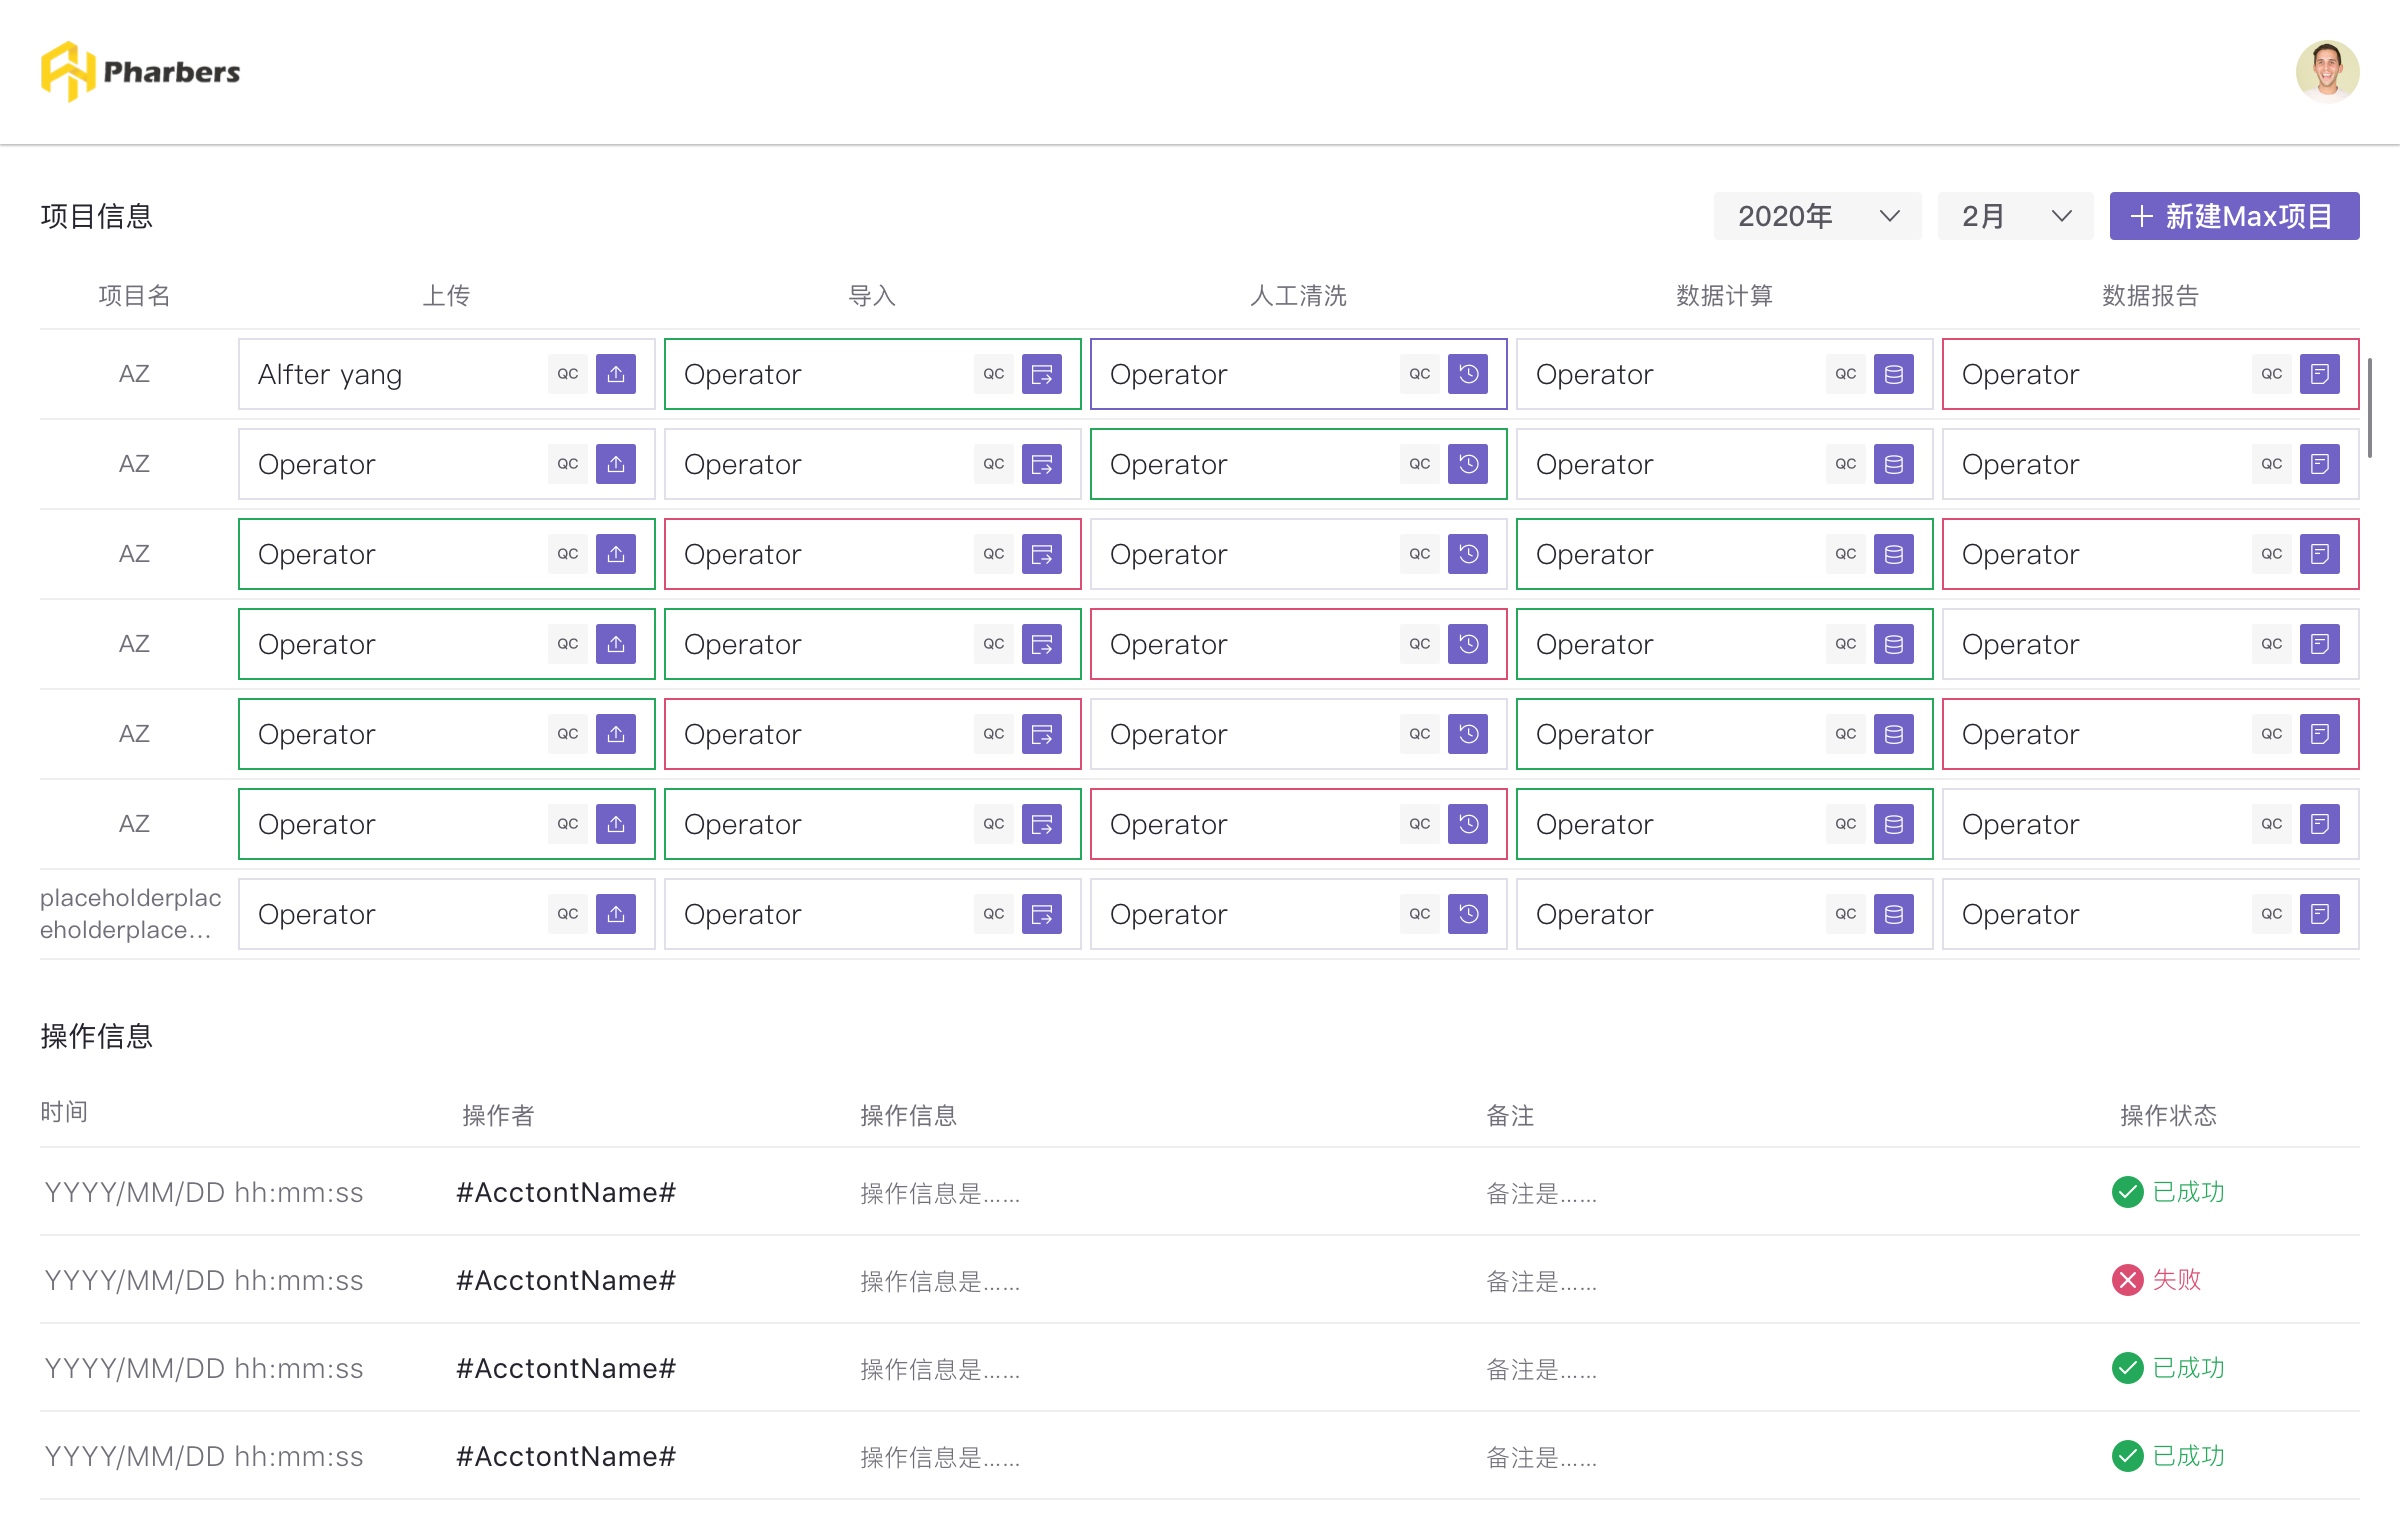 Pharbers
项目信息
2020年 2月 新建Max项目
项目名 上传 导入 人工清洗 数据计算 数据报告
AZ Alfter yang QC Operator QC Operator QC Operator QC Operator QC
AZ Operator QC Operator QC Operator QC Operator QC Operator QC
AZ Operator QC Operator QC Operator QC Operator QC Operator QC
AZ Operator QC Operator QC Operator QC Operator QC Operator QC
AZ Operator QC Operator QC Operator QC Operator QC Operator QC
AZ Operator QC Operator QC Operator QC Operator QC Operator QC
placeholderplac
eholderplace...
Operator QC Operator QC Operator QC Operator QC Operator QC
操作信息
时间 操作者 操作信息 备注 操作状态
YYYY/MM/DD hh:mm:ss #AcctontName# 操作信息是…… 备注是…… 已成功
YYYY/MM/DD hh:mm:ss #AcctontName# 操作信息是…… 备注是…… 失败
YYYY/MM/DD hh:mm:ss #AcctontName# 操作信息是…… 备注是…… 已成功
YYYY/MM/DD hh:mm:ss #AcctontName# 操作信息是…… 备注是…… 已成功